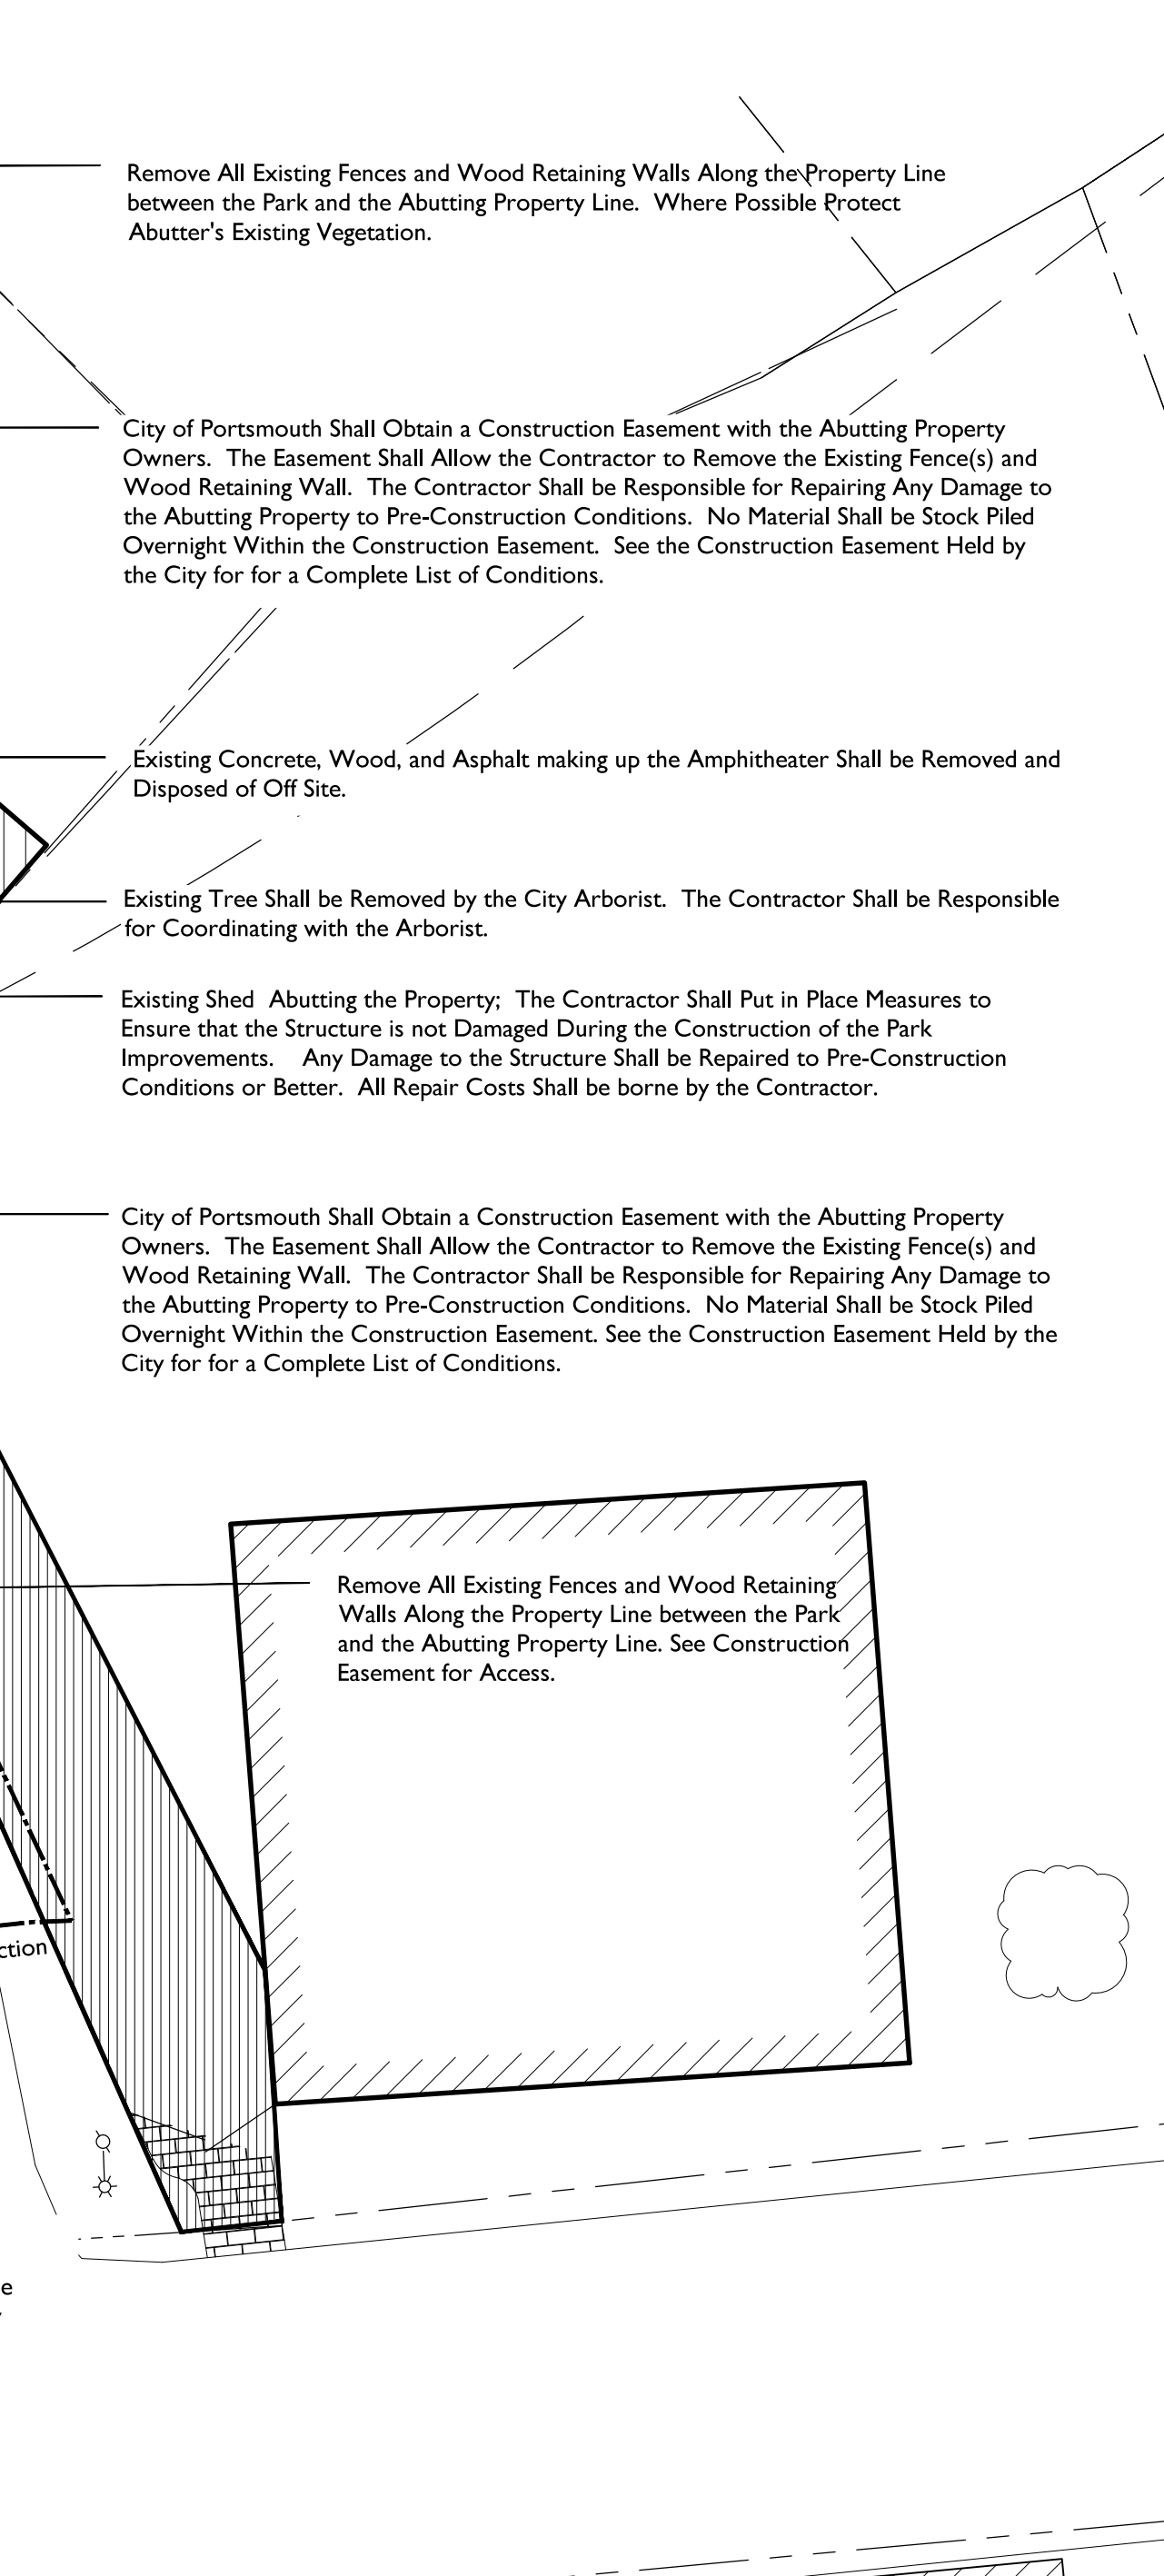 Remove All Existing Fences and Wood Retaining Walls Along the Property Line
between the Park and the Abutting Property Line.  Where Possible Protect
Abutter's Existing Vegetation.
City of Portsmouth Shall Obtain a Construction Easement with the Abutting Property
Owners.  The Easement Shall Allow the Contractor to Remove the Existing Fence(s) and
Wood Retaining Wall.  The Contractor Shall be Responsible for Repairing Any Damage to
the Abutting Property to Pre-Construction Conditions.  No Material Shall be Stock Piled
Overnight Within the Construction Easement.  See the Construction Easement Held by
the City for for a Complete List of Conditions.
Existing Concrete, Wood, and Asphalt making up the Amphitheater Shall be Removed and
Disposed of Off Site.
Existing Tree Shall be Removed by the City Arborist.  The Contractor Shall be Responsible
for Coordinating with the Arborist.
Existing Shed  Abutting the Property;  The Contractor Shall Put in Place Measures to
Ensure that the Structure is not Damaged During the Construction of the Park
Improvements.    Any Damage to the Structure Shall be Repaired to Pre-Construction
Conditions or Better.  All Repair Costs Shall be borne by the Contractor.
City of Portsmouth Shall Obtain a Construction Easement with the Abutting Property
Owners.  The Easement Shall Allow the Contractor to Remove the Existing Fence(s) and
Wood Retaining Wall.  The Contractor Shall be Responsible for Repairing Any Damage to
the Abutting Property to Pre-Construction Conditions.  No Material Shall be Stock Piled
Overnight Within the Construction Easement. See the Construction Easement Held by the
City for for a Complete List of Conditions.
Remove All Existing Fences and Wood Retaining
Walls Along the Property Line between the Park
and the Abutting Property Line. See Construction
Easement for Access.
ction
e